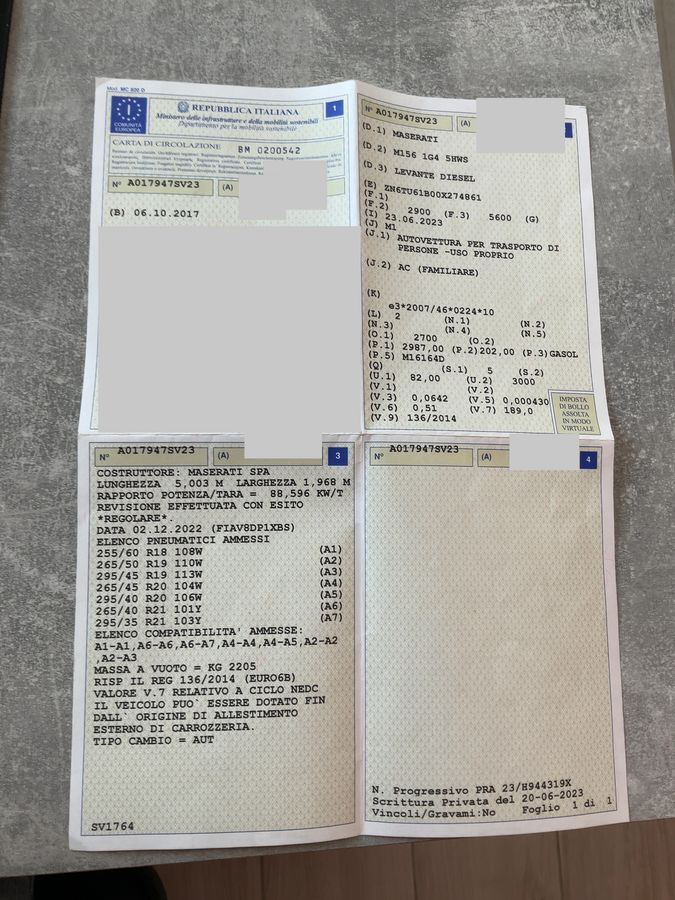 Mod. MC 820 D
REPUBBLICA ITALIANA
1
Ministero delle infrastrutture e della mobilità sostenibili
Dipartimento per la mobilità sostenibile
COMUNITÀ
EUROPEA
CARTA DI CIRCOLAZIONE BM 0200542
N° A017947SV23 (A)
(B) 06.10.2017
N° A017947SV23 (A)
(D.1) MASERATI
(D.2) M156 1G4 5HWS
(D.3) LEVANTE DIESEL
(E) ZN6TU61B00X274861
(F.1)
(F.2) 2900 (F.3) 5600 (G)
(I) 23.06.2023
(J) M1
(J.1) AUTOVETTURA PER TRASPORTO DI
PERSONE -USO PROPRIO
(J.2) AC (FAMILIARE)
(K)
e3*2007/46*0224*10
(L) 2 (N.1) (N.2)
(N.3) (N.4) (N.5)
(O.1) 2700 (O.2)
(P.1) 2987,00 (P.2)202,00 (P.3)GASOL
(P.5) M16164D
(Q) (S.1) 5 (S.2)
(U.1) 82,00 (U.2) 3000
(V.1) (V.2)
(V.3) 0,0642 (V.5) 0,000430
(V.6) 0,51 (V.7) 189,0
(V.9) 136/2014
IMPOSTA
DI BOLLO
ASSOLTA
IN MODO
VIRTUALE
N° A017947SV23 (A) 3
COSTRUTTORE: MASERATI SPA
LUNGHEZZA 5,003 M LARGHEZZA 1,968 M
RAPPORTO POTENZA/TARA = 88,596 KW/T
REVISIONE EFFETTUATA CON ESITO
*REGOLARE*.
DATA 02.12.2022 (FIAV8DP1XBS)
ELENCO PNEUMATICI AMMESSI
255/60 R18 108W (A1)
265/50 R19 110W (A2)
295/45 R19 113W (A3)
265/45 R20 104W (A4)
295/40 R20 106W (A5)
265/40 R21 101Y (A6)
295/35 R21 103Y (A7)
ELENCO COMPATIBILITA' AMMESSE:
A1-A1,A6-A6,A6-A7,A4-A4,A4-A5,A2-A2
,A2-A3
MASSA A VUOTO = KG 2205
RISP IL REG 136/2014 (EURO6B)
VALORE V.7 RELATIVO A CICLO NEDC
IL VEICOLO PUO` ESSERE DOTATO FIN
DALL` ORIGINE DI ALLESTIMENTO
ESTERNO DI CARROZZERIA.
TIPO CAMBIO = AUT
SV1764
N° A017947SV23 (A) 4
N. Progressivo PRA 23/H944319X
Scrittura Privata del 20-06-2023
Vincoli/Gravami:No Foglio 1 di 1